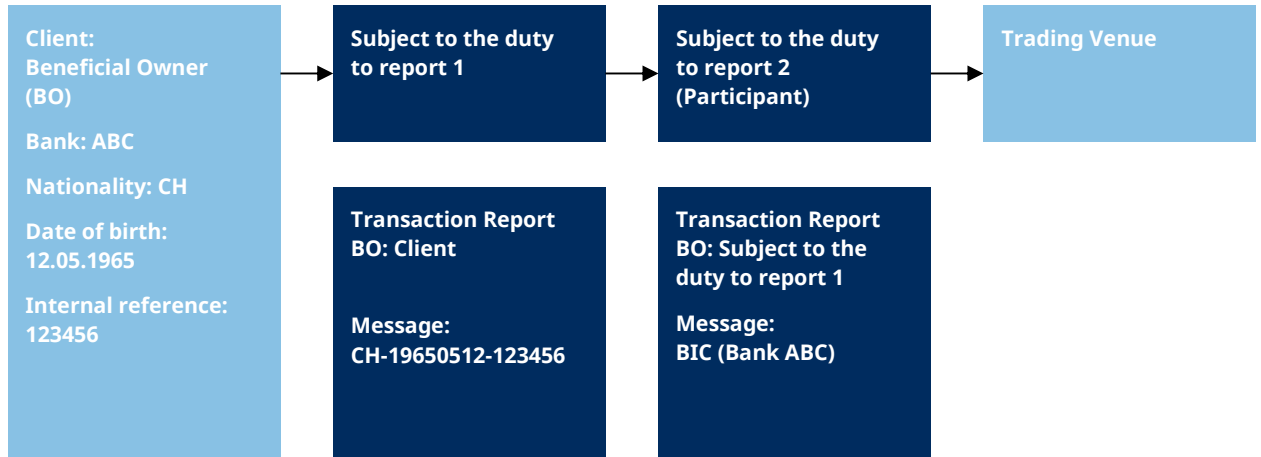 Client:
Beneficial Owner
(BO)
Bank: ABC
Nationality: CH
Date of birth:
12.05.1965
Internal reference:
123456
Subject to the duty
to report 1
Subject to the duty
to report 2
(Participant)
Trading Venue
Transaction Report
BO: Client
Message:
CH-19650512-123456
Transaction Report
BO: Subject to the
duty to report 1
Message:
BIC (Bank ABC)